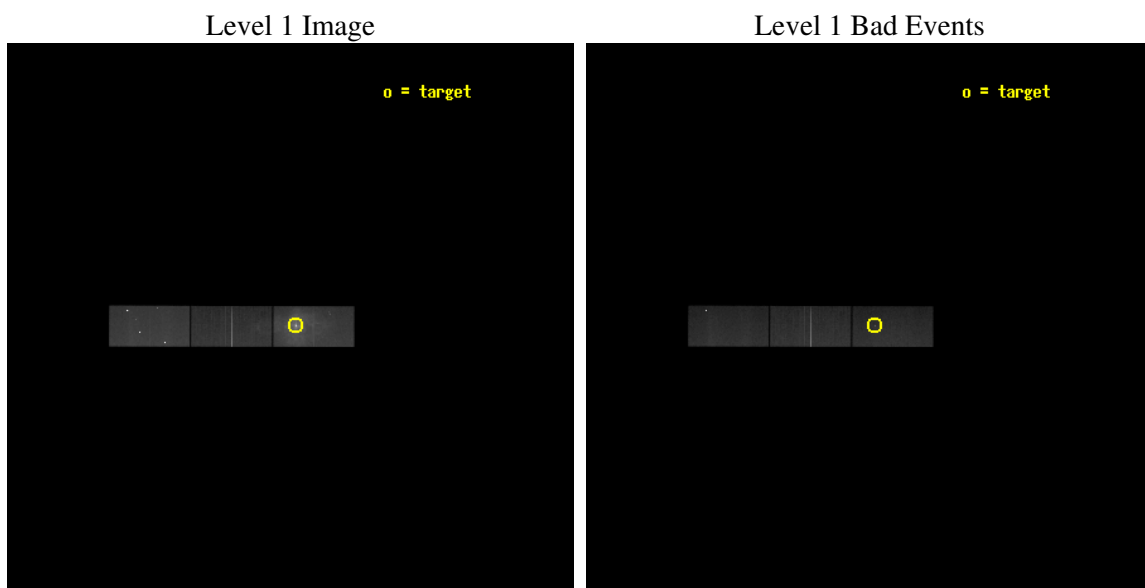 Level 1 Image
Level 1 Bad Events
o = target
o = target